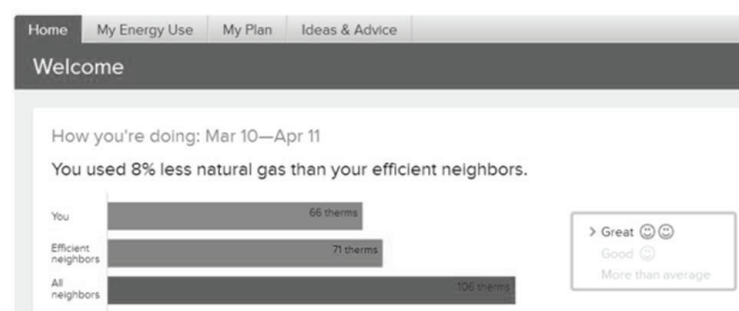 Home My Energy Use My Plan Ideas & Advice
Welcome
How you're doing: Mar 10—Apr 11
You used 8% less natural gas than your efficient neighbors.
You 66 therms
Efficient 71 therms
neighbors
All 106 therms
neighbors
> Great
Good
More than average